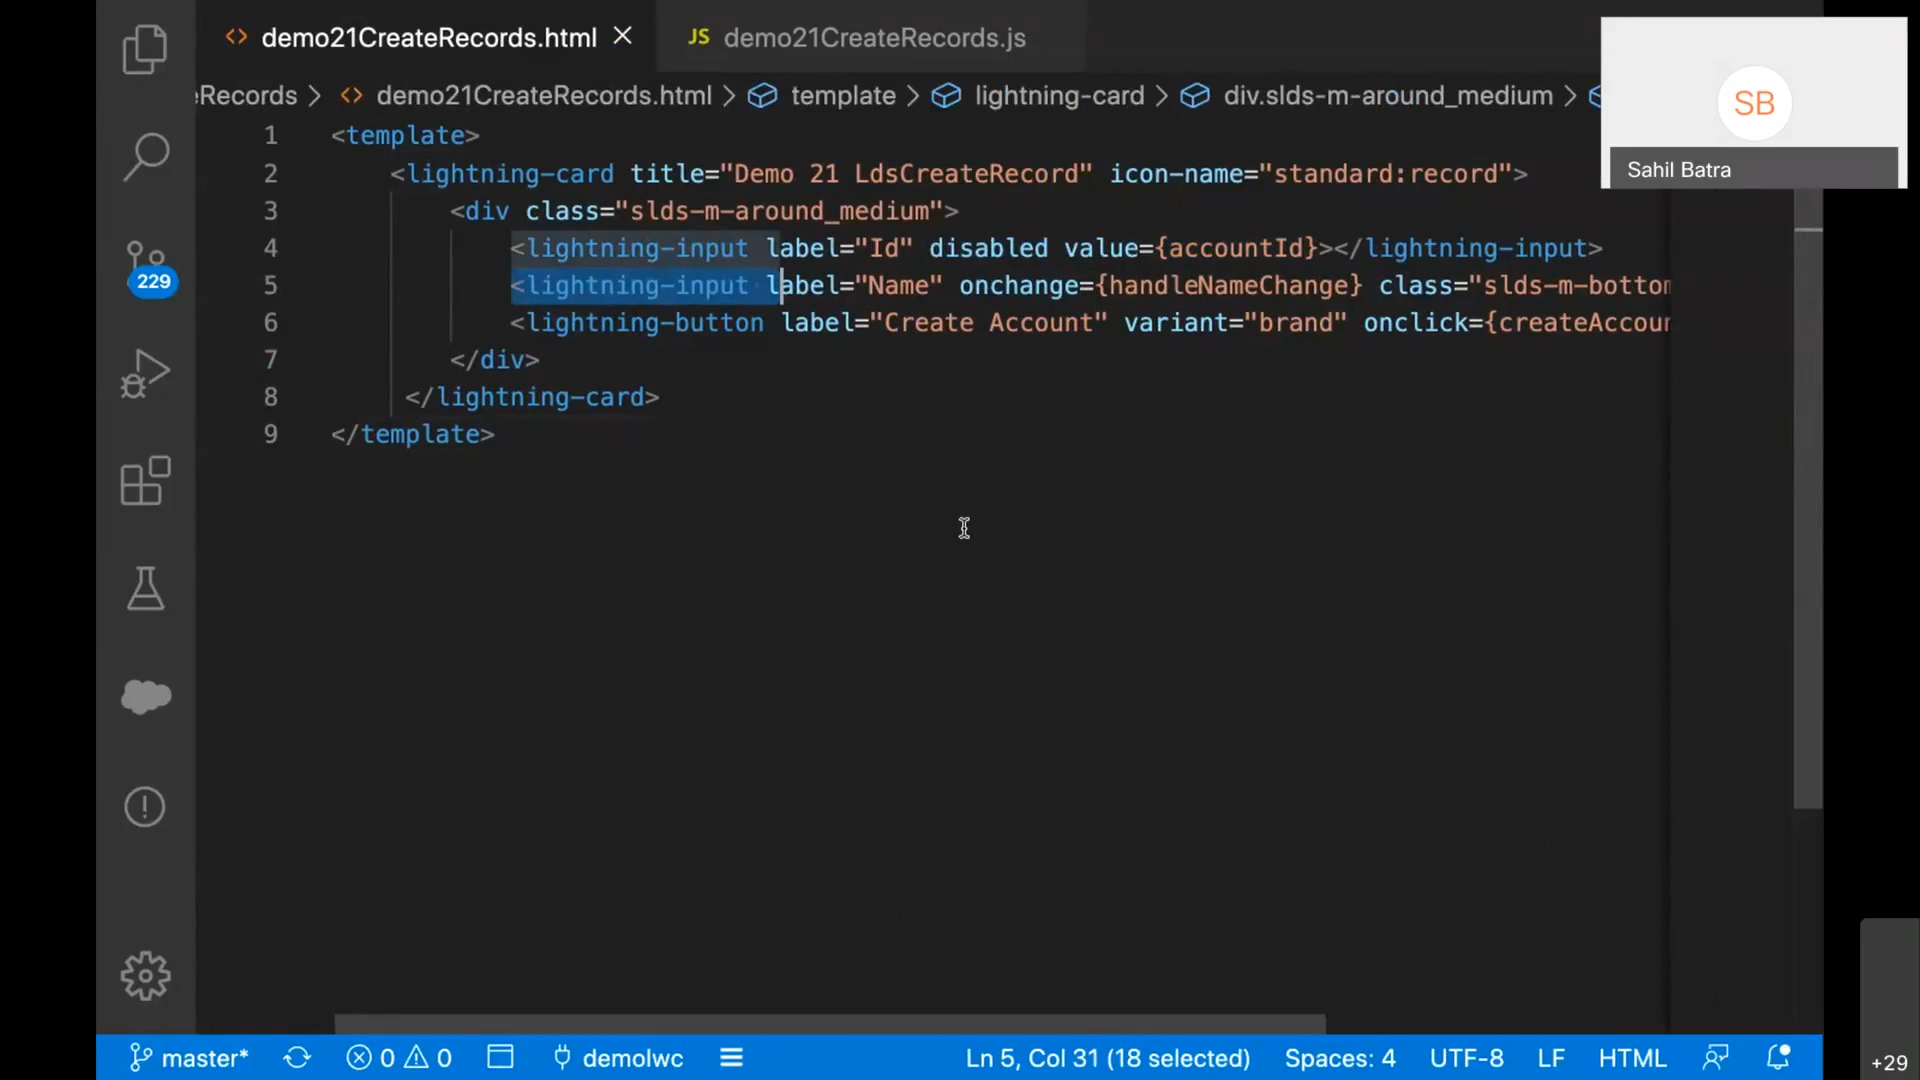 demo21CreateRecords.html
JS demo21CreateRecords.js
eRecords > demo21CreateRecords.html > template > lightning-card > div.slds-m-around_medium >
SB
Sahil Batra
1 <template>
2 <lightning-card title="Demo 21 LdsCreateRecord" icon-name="standard:record">
3 <div class="slds-m-around_medium">
4 <lightning-input label="Id" disabled value={accountId}></lightning-input>
5 <lightning-input label="Name" onchange={handleNameChange} class="slds-m-bottom
6 <lightning-button label="Create Account" variant="brand" onclick={createAccoun
7 </div>
8 </lightning-card>
9 </template>
229
master* 0 0 demolwc Ln 5, Col 31 (18 selected) Spaces: 4 UTF-8 LF HTML
+29